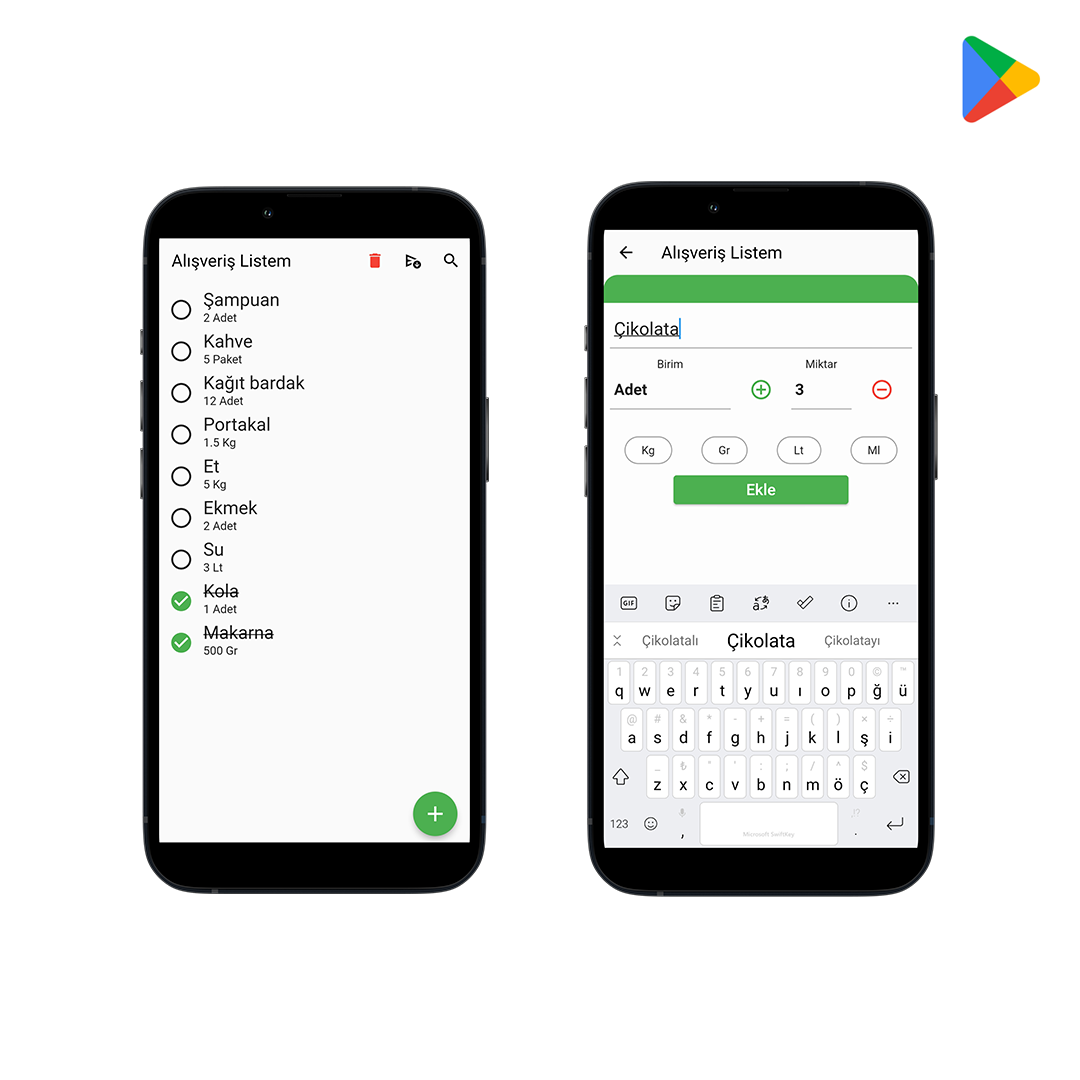 Alışveriş Listem
Şampuan
2 Adet
Kahve
5 Paket
Kağıt bardak
12 Adet
Portakal
1.5 Kg
Et
5 Kg
Ekmek
2 Adet
Su
3 Lt
Kola
1 Adet
Makarna
500 Gr
Alışveriş Listem
Çikolata
Birim Miktar
Adet 3
Kg Gr Lt Ml
Ekle
GIF
Çikolatalı Çikolata Çikolatayı
1 2 3 4 5 6 7 8 9 0 © ™
q w e r t y u ı o p ğ ü
@ # & * - + = ( ) × ÷
a s d f g h j k l ş i
_ ₺ " ' : ; / ^ $
z x c v b n m ö ç
123 , Microsoft SwiftKey .
,!?